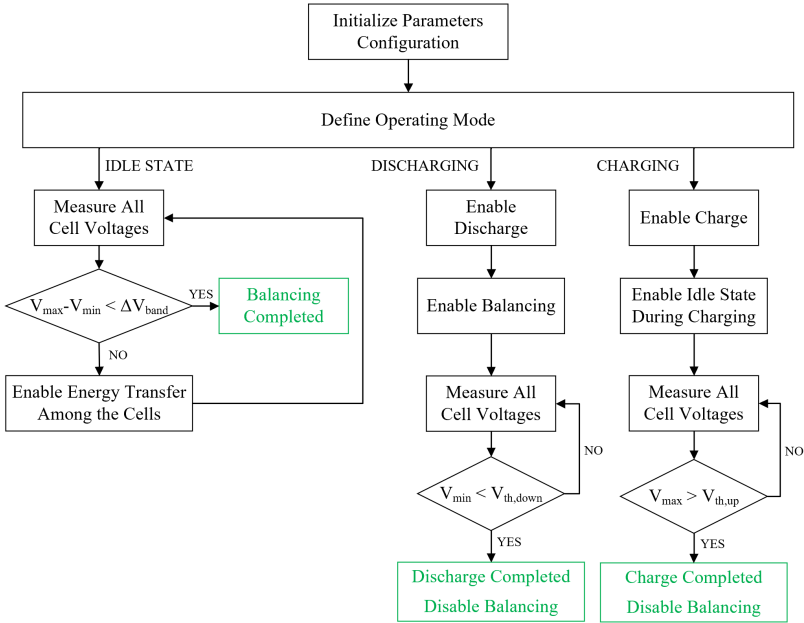 Initialize Parameters
Configuration
Define Operating Mode
IDLE STATE
Measure All
Cell Voltages
Vmax-Vmin < ΔVband
YES
Balancing
Completed
NO
Enable Energy Transfer
Among the Cells
DISCHARGING
Enable
Discharge
Enable Balancing
Measure All
Cell Voltages
NO
Vmin < Vth,down
YES
Discharge Completed
Disable Balancing
CHARGING
Enable Charge
Enable Idle State
During Charging
Measure All
Cell Voltages
NO
Vmax > Vth,up
YES
Charge Completed
Disable Balancing